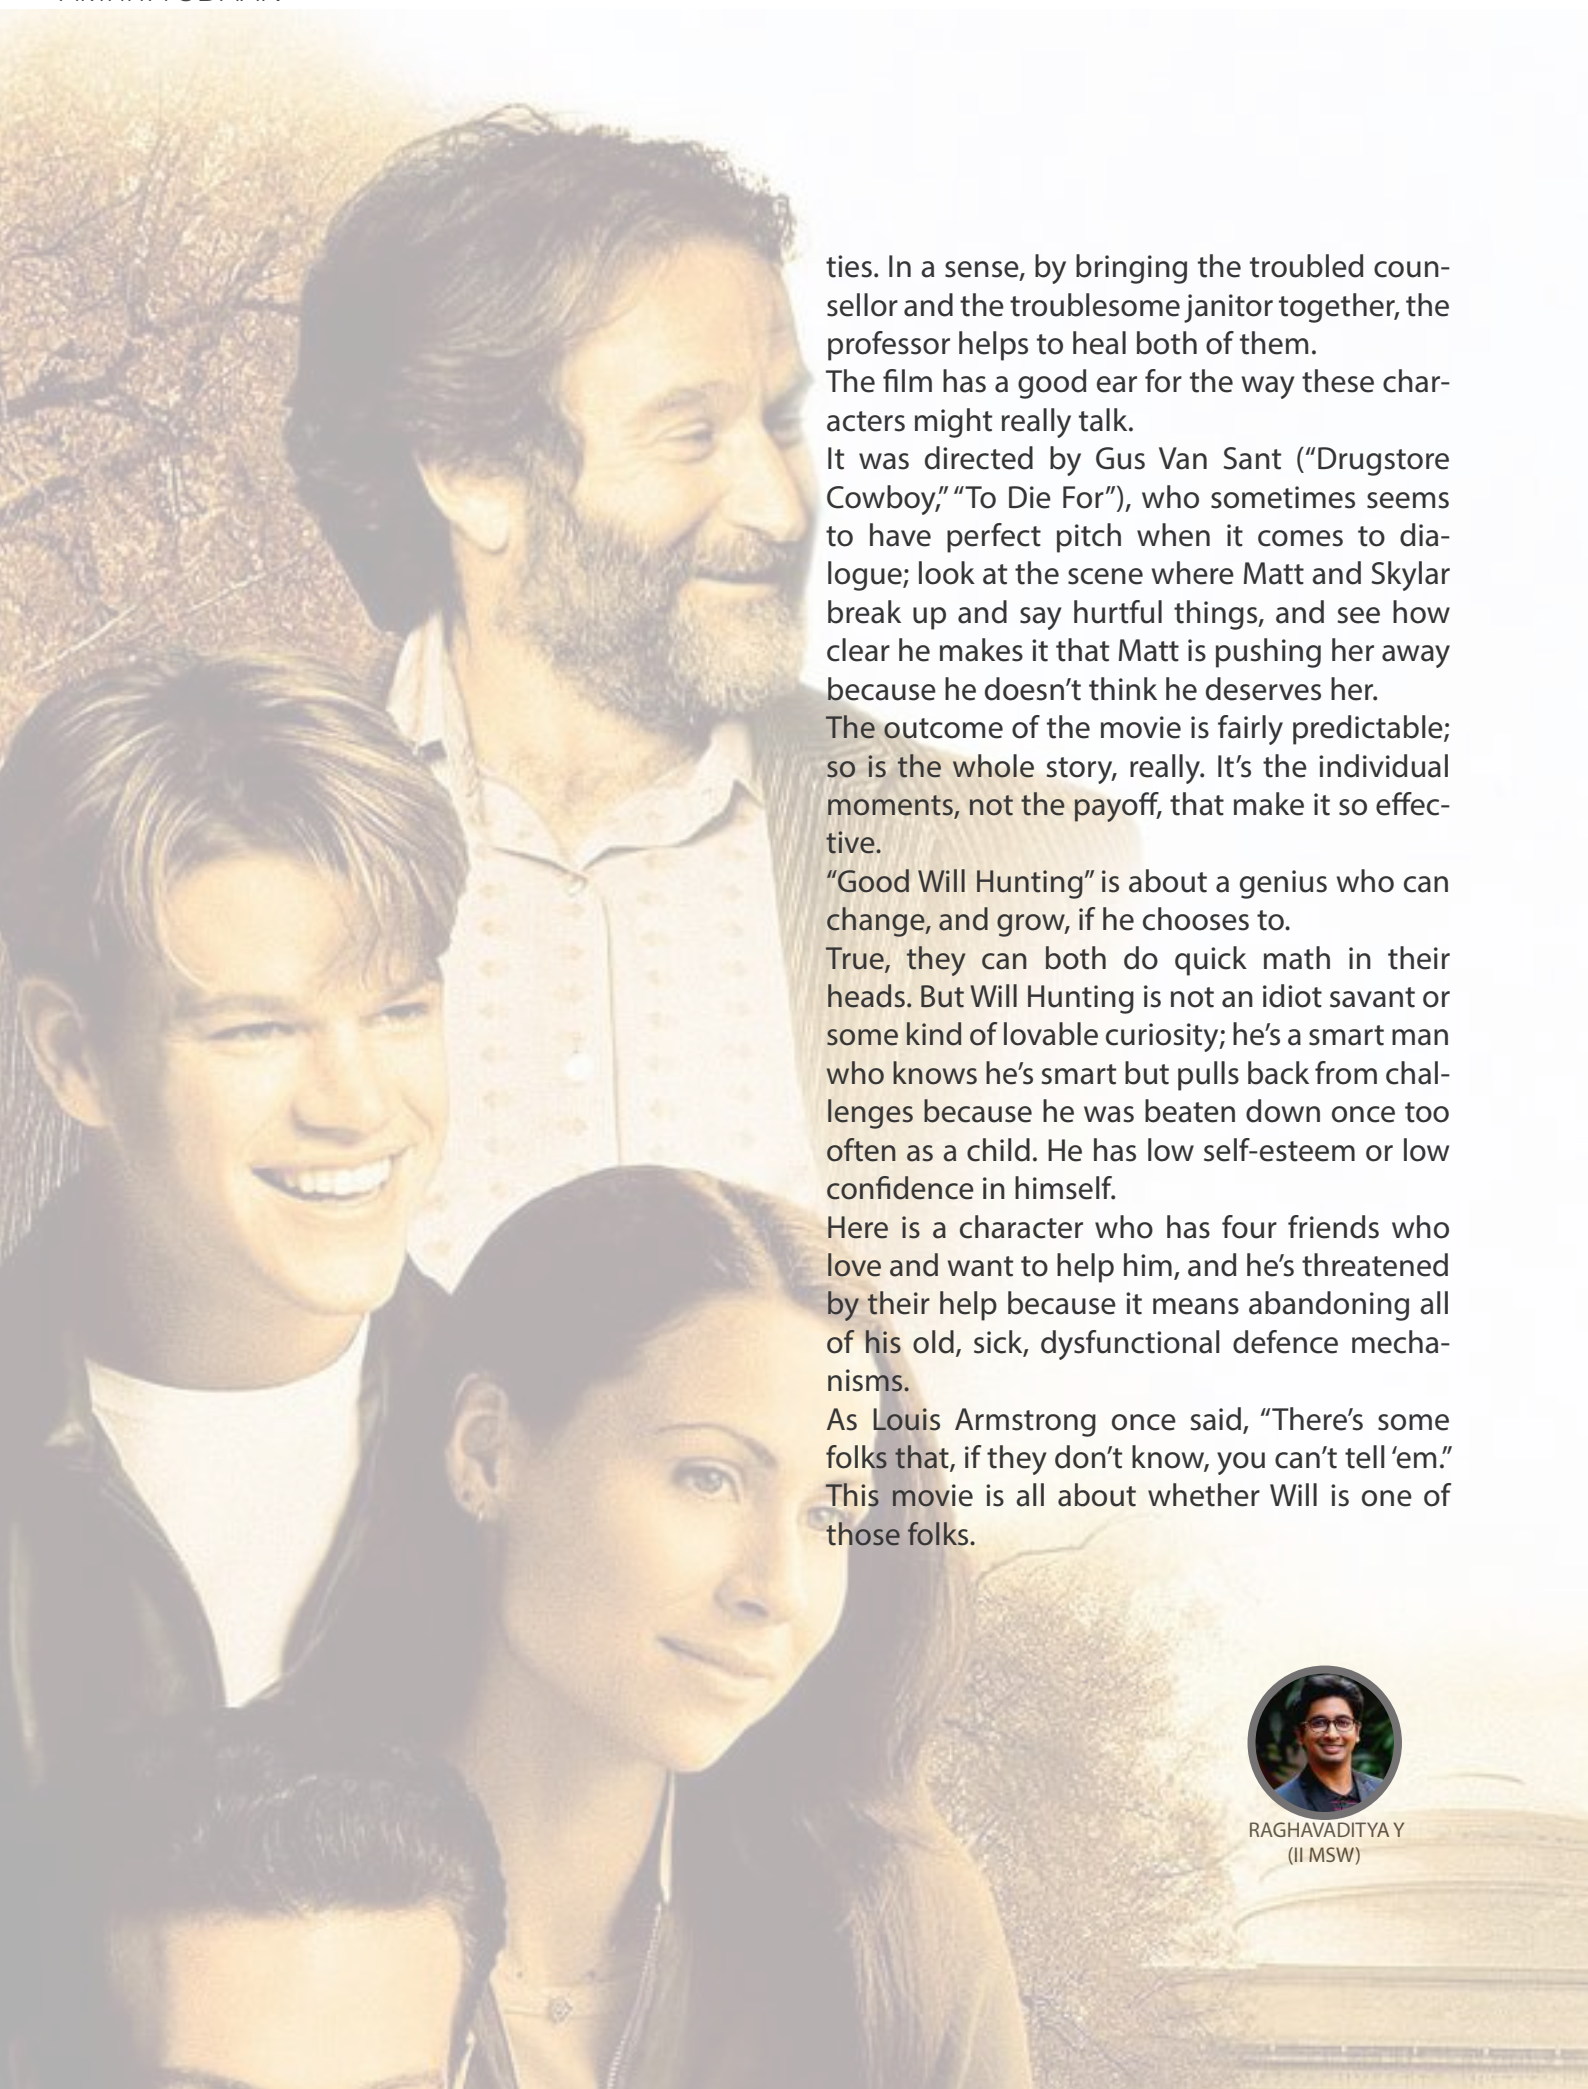 ties. In a sense, by bringing the troubled coun-
sellor and the troublesome janitor together, the
professor helps to heal both of them.
The film has a good ear for the way these char-
acters might really talk.
It was directed by Gus Van Sant (“Drugstore
Cowboy,” “To Die For”), who sometimes seems
to have perfect pitch when it comes to dia-
logue; look at the scene where Matt and Skylar
break up and say hurtful things, and see how
clear he makes it that Matt is pushing her away
because he doesn’t think he deserves her.
The outcome of the movie is fairly predictable;
so is the whole story, really. It’s the individual
moments, not the payoff, that make it so effec-
tive.
“Good Will Hunting” is about a genius who can
change, and grow, if he chooses to.
True, they can both do quick math in their
heads. But Will Hunting is not an idiot savant or
some kind of lovable curiosity; he’s a smart man
who knows he’s smart but pulls back from chal-
lenges because he was beaten down once too
often as a child. He has low self-esteem or low
confidence in himself.
Here is a character who has four friends who
love and want to help him, and he’s threatened
by their help because it means abandoning all
of his old, sick, dysfunctional defence mecha-
nisms.
As Louis Armstrong once said, “There’s some
folks that, if they don’t know, you can’t tell ‘em.”
This movie is all about whether Will is one of
those folks.
RAGHAVADITYA Y
(II MSW)